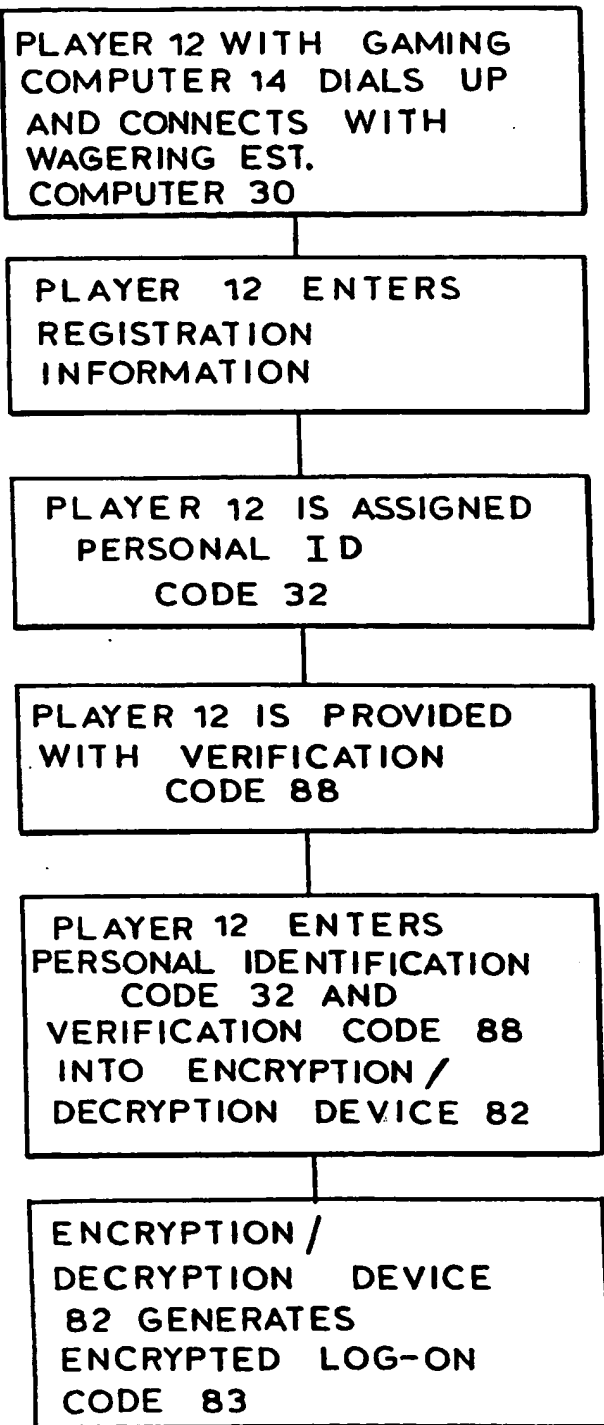 PLAYER 12 WITH GAMING
COMPUTER 14 DIALS UP
AND CONNECTS WITH
WAGERING EST.
COMPUTER 30
PLAYER 12 ENTERS
REGISTRATION
INFORMATION
PLAYER 12 IS ASSIGNED
PERSONAL ID
CODE 32
PLAYER 12 IS PROVIDED
WITH VERIFICATION
CODE 88
PLAYER 12 ENTERS
PERSONAL IDENTIFICATION
CODE 32 AND
VERIFICATION CODE 88
INTO ENCRYPTION/
DECRYPTION DEVICE 82
ENCRYPTION/
DECRYPTION DEVICE
82 GENERATES
ENCRYPTED LOG-ON
CODE 83